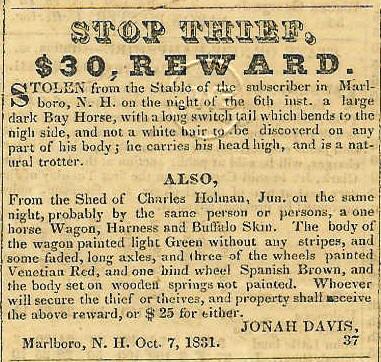 STOP THIEF,
$30, REWARD.
STOLEN from the Stable of the subscriber in Marl-
boro, N. H. on the night of the 6th inst. a large
dark Bay Horse, with a long switch tail which bends to the
nigh side, and not a white hair to be discoverd on any
part of his body; he carries his head high, and is a nat-
ural trotter.
ALSO,
From the Shed of Charles Holman, Jun. on the same
night, probably by the same person or persons, a one
horse Wagon, Harness and Buffalo Skin. The body of
the wagon painted light Green without any stripes, and
some faded, long axles, and three of the wheels painted
Venetian Red, and one hind wheel Spanish Brown, and
the body set on wooden springs not painted. Whoever
will secure the thief or theives, and property shall receive
the above reward, or $ 25 for either.
JONAH DAVIS,
Marlboro, N. H. Oct. 7, 1831. 37